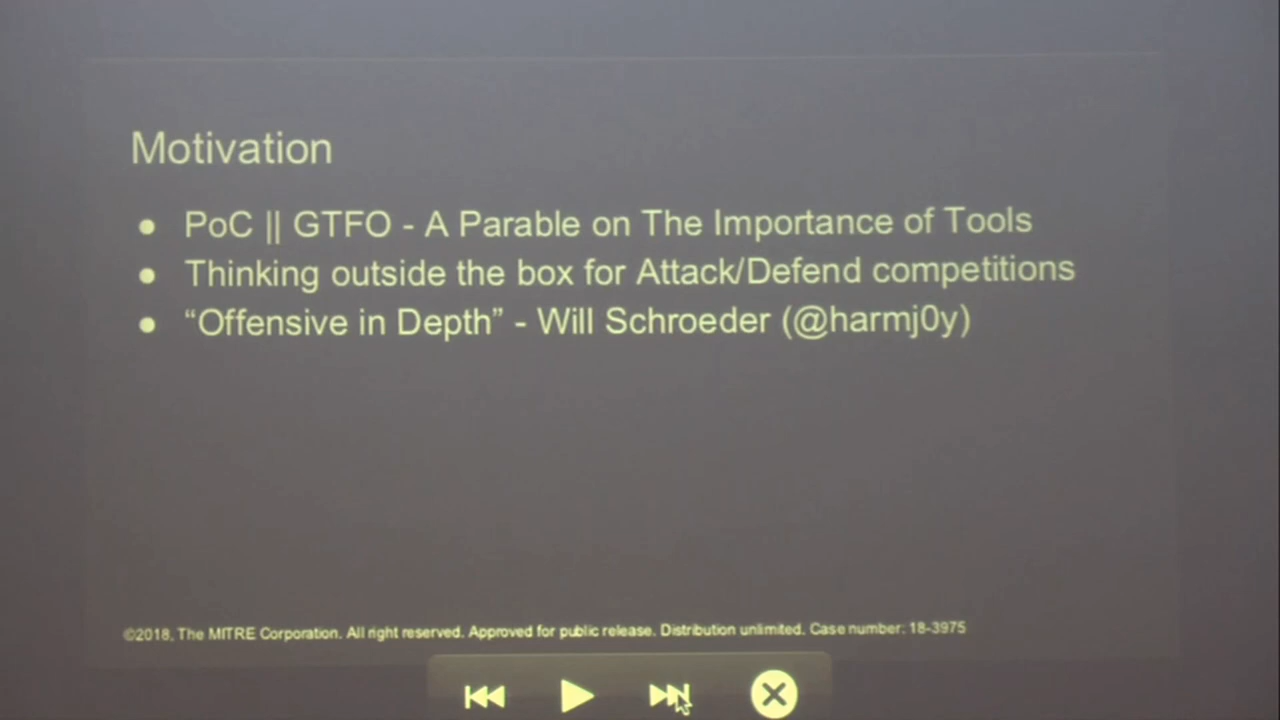 Motivation
● PoC || GTFO - A Parable on The Importance of Tools
● Thinking outside the box for Attack/Defend competitions
● “Offensive in Depth” - Will Schroeder (@harmj0y)
©2018, The MITRE Corporation. All right reserved. Approved for public release. Distribution unlimited. Case number: 18-3975